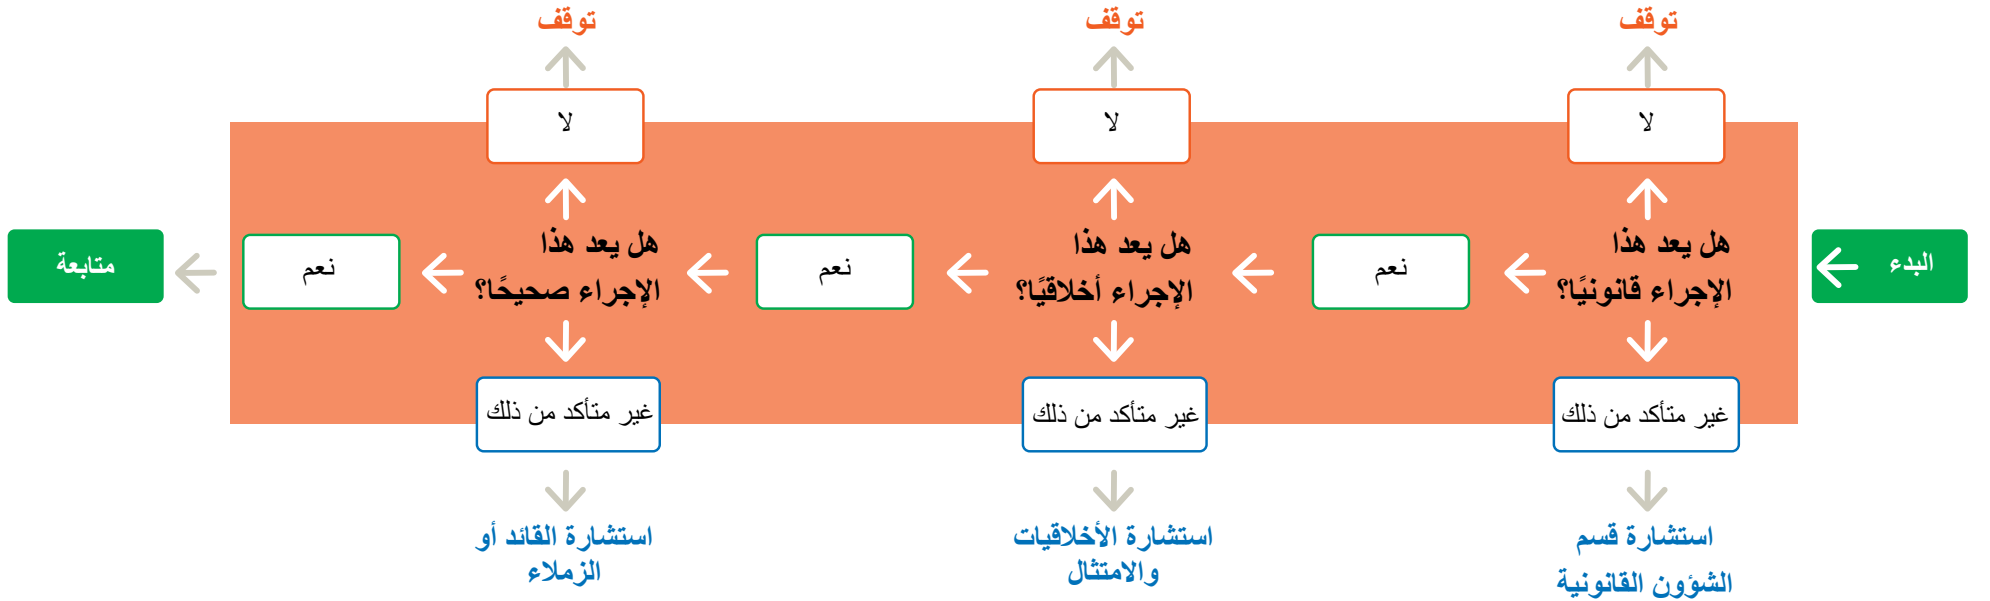 توقف
توقف
توقف
لا
لا
لا
البدء
هل يعد هذا
الإجراء قانونيًا؟
نعم
هل يعد هذا
الإجراء أخلاقيًا؟
نعم
هل يعد هذا
الإجراء صحيحًا؟
نعم
متابعة
غير متأكد من ذلك
غير متأكد من ذلك
غير متأكد من ذلك
استشارة قسم
الشؤون القانونية
استشارة الأخلاقيات
والامتثال
استشارة القائد أو
الزملاء